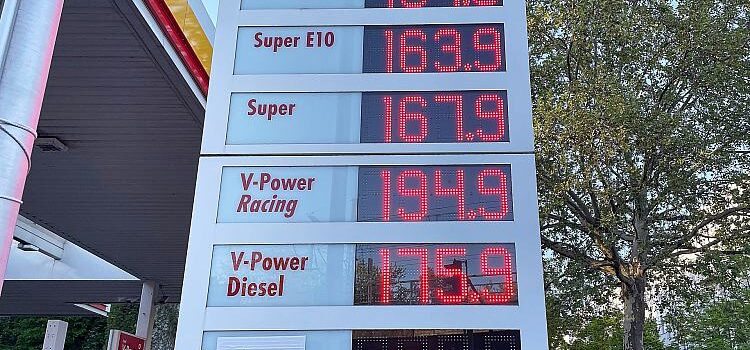 Super E10 163.9
Super 167.9
V-Power Racing 194.9
V-Power Diesel 175.9